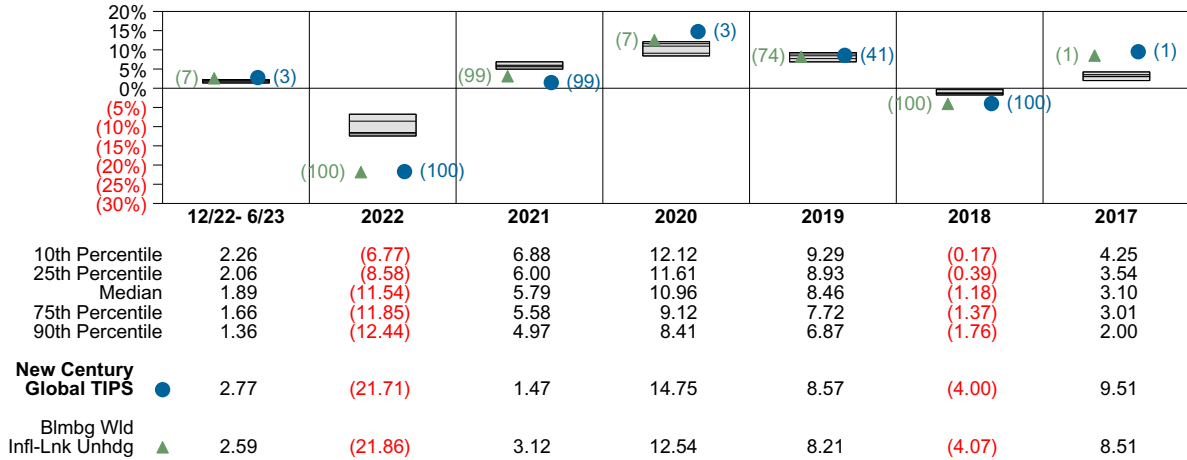 20%
15%
10%
5%
0%
(5%)
(10%)
(15%)
(20%)
(25%)
(30%)
(7) (3)
(100) (100)
(99) (99)
(7) (3)
(74) (41)
(100) (100)
(1) (1)
12/22- 6/23 2022 2021 2020 2019 2018 2017
10th Percentile 2.26 (6.77) 6.88 12.12 9.29 (0.17) 4.25
25th Percentile 2.06 (8.58) 6.00 11.61 8.93 (0.39) 3.54
Median 1.89 (11.54) 5.79 10.96 8.46 (1.18) 3.10
75th Percentile 1.66 (11.85) 5.58 9.12 7.72 (1.37) 3.01
90th Percentile 1.36 (12.44) 4.97 8.41 6.87 (1.76) 2.00
New Century
Global TIPS 2.77 (21.71) 1.47 14.75 8.57 (4.00) 9.51
Blmbg Wld
Infl-Lnk Unhdg 2.59 (21.86) 3.12 12.54 8.21 (4.07) 8.51